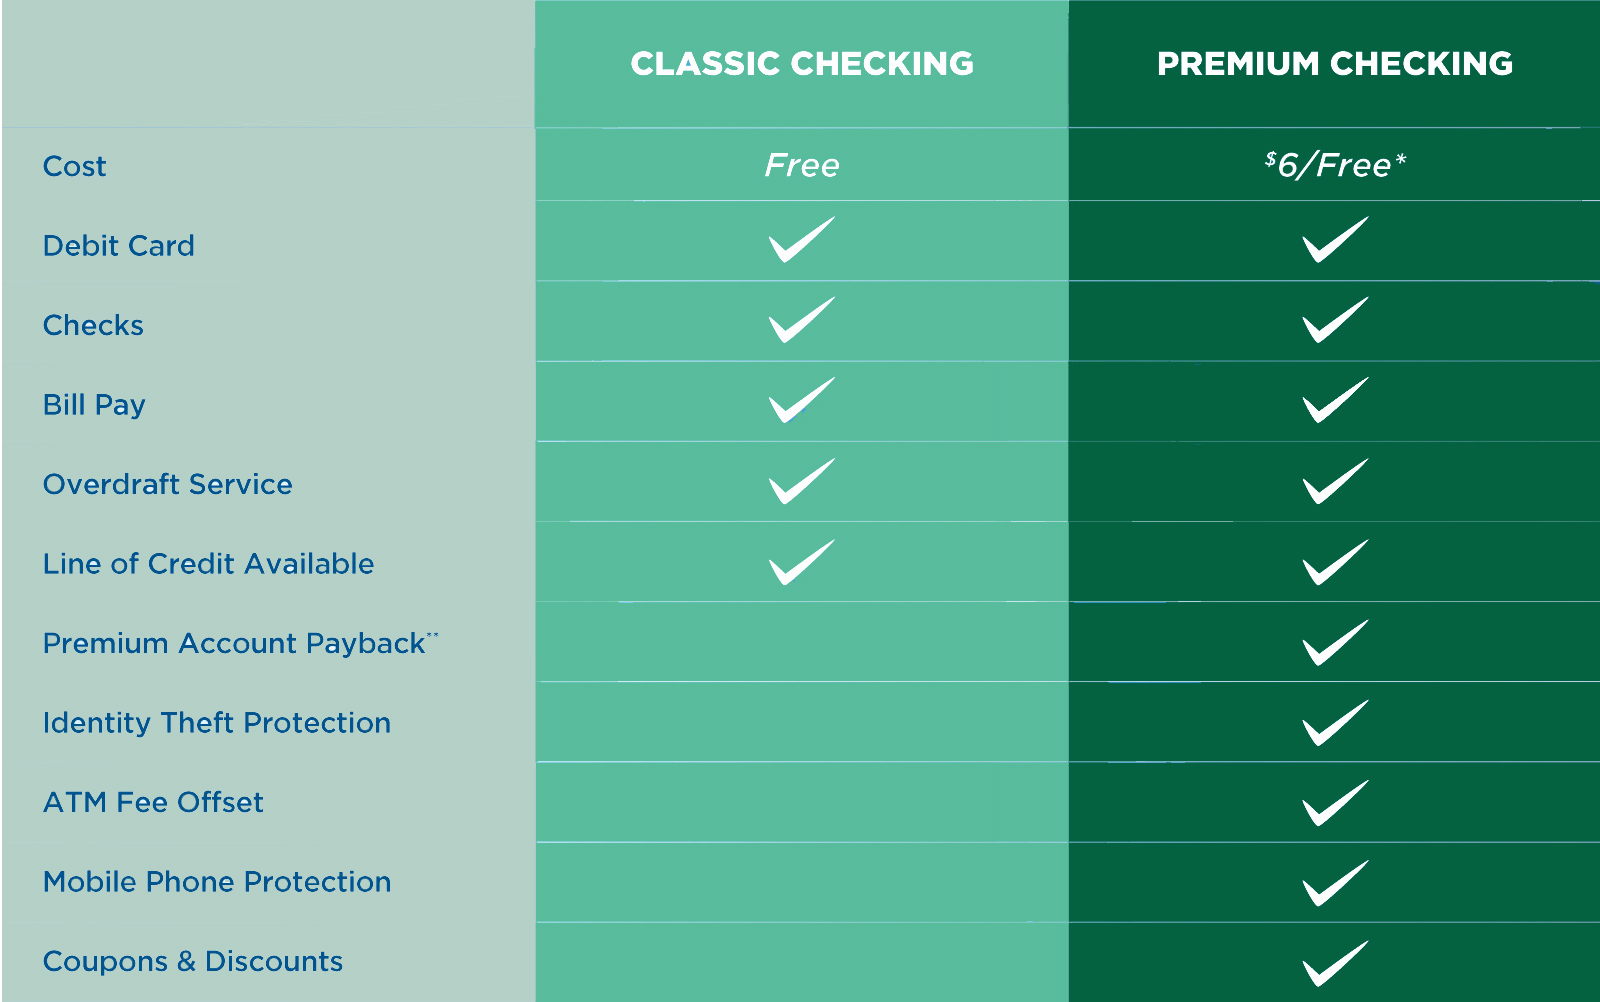 CLASSIC CHECKING PREMIUM CHECKING
Cost Free $6/Free*
Debit Card
Checks
Bill Pay
Overdraft Service
Line of Credit Available
Premium Account Payback**
Identity Theft Protection
ATM Fee Offset
Mobile Phone Protection
Coupons & Discounts